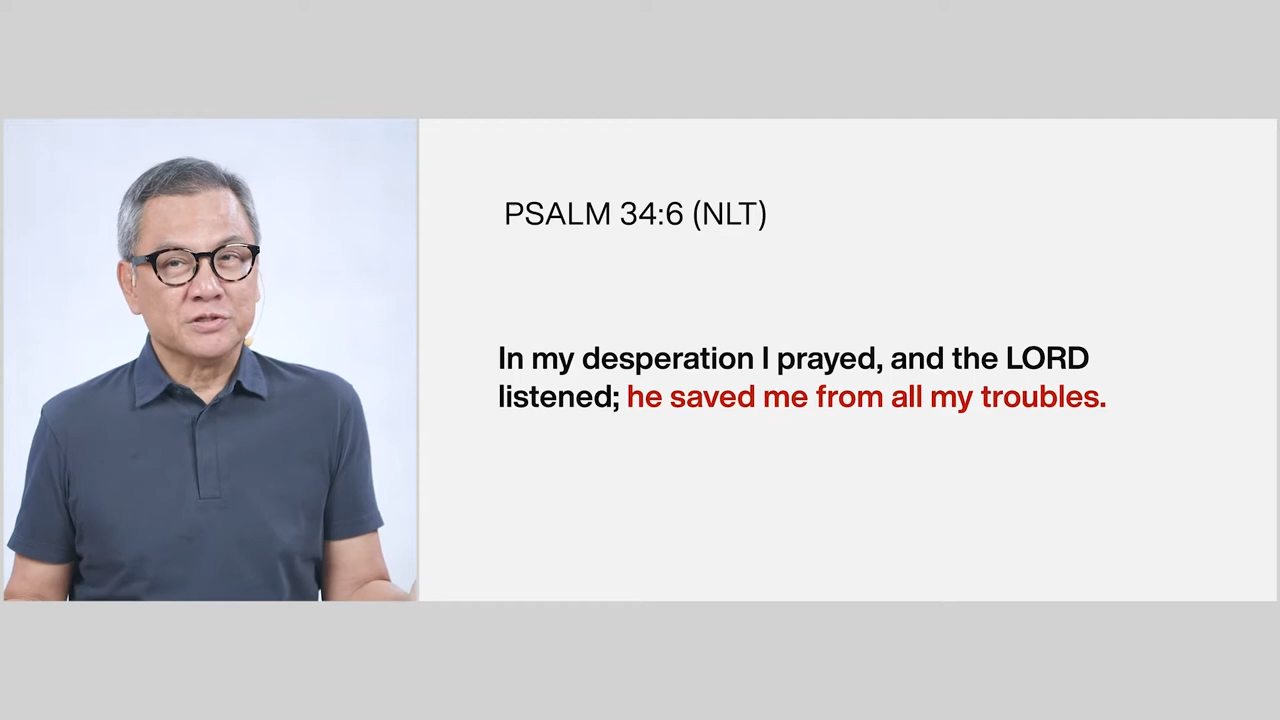 PSALM 34:6 (NLT)
In my desperation I prayed, and the LORD
listened; he saved me from all my troubles.